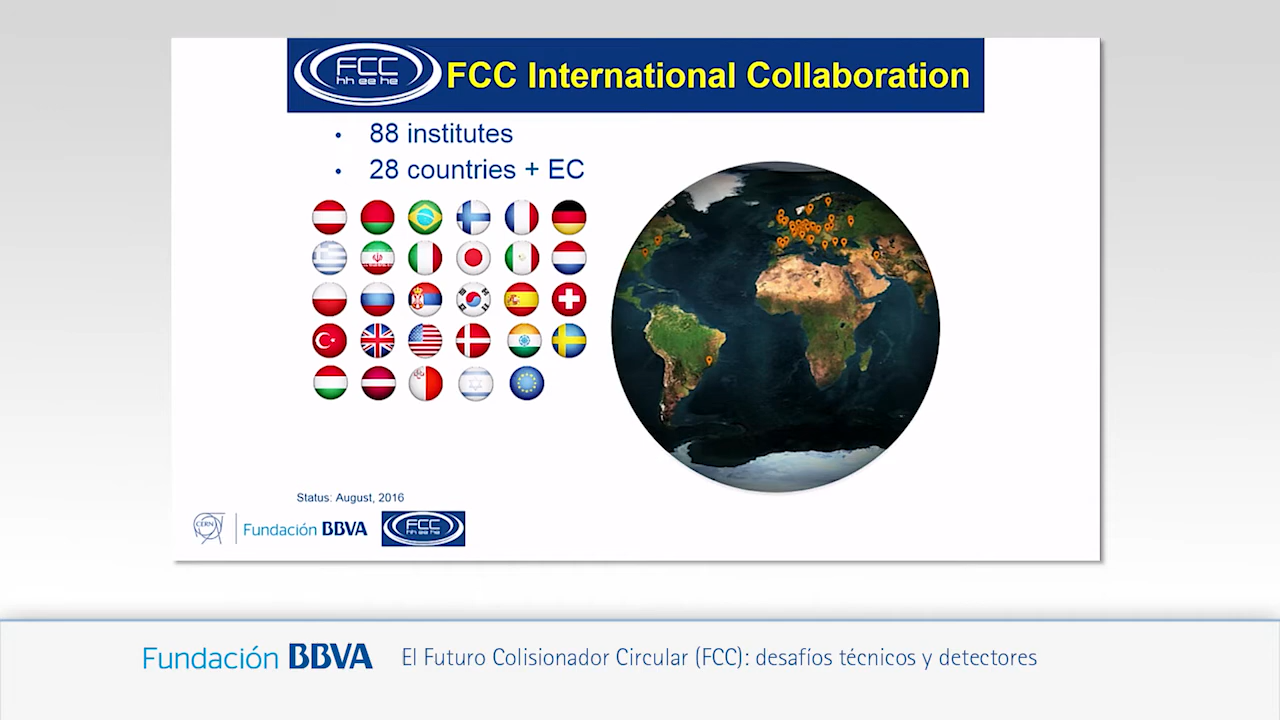 FCC
hh ee he
FCC International Collaboration
• 88 institutes
• 28 countries + EC
Status: August, 2016
CERN
Fundación BBVA
FCC
hh ee he
Fundación BBVA
El Futuro Colisionador Circular (FCC): desafíos técnicos y detectores